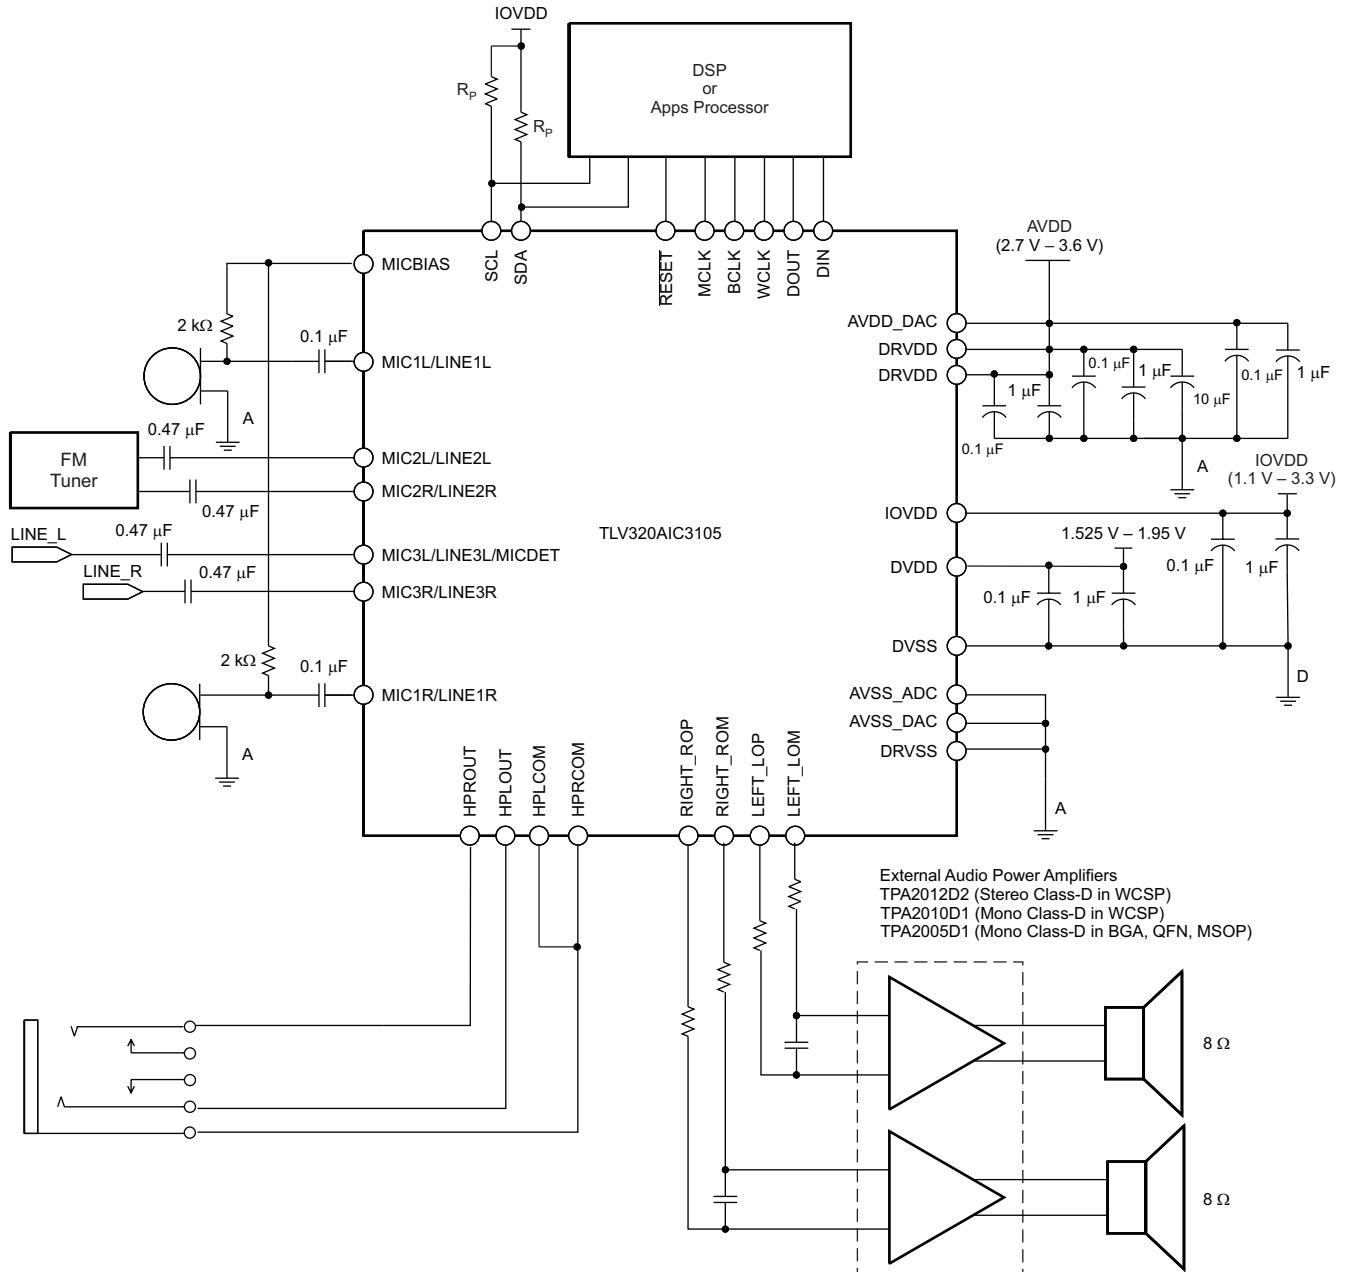 IOVDD
RP
RP
DSP
or
Apps Processor
SCL
SDA
RESET
MCLK
BCLK
WCLK
DOUT
DIN
AVDD
(2.7 V – 3.6 V)
MICBIAS
2 kΩ
0.1 μF
MIC1L/LINE1L
A
AVDD_DAC
DRVDD
DRVDD
0.1 μF
1 μF
0.1 μF
1 μF
10 μF
0.1 μF
1 μF
A
FM
Tuner
0.47 μF
MIC2L/LINE2L
0.47 μF
MIC2R/LINE2R
LINE_L
0.47 μF
MIC3L/LINE3L/MICDET
LINE_R
0.47 μF
MIC3R/LINE3R
TLV320AIC3105
IOVDD
(1.1 V – 3.3 V)
IOVDD
1.525 V – 1.95 V
0.1 μF
1 μF
DVDD
0.1 μF
1 μF
DVSS
D
2 kΩ
0.1 μF
MIC1R/LINE1R
A
AVSS_ADC
AVSS_DAC
DRVSS
A
HPROUT
HPLOUT
HPLCOM
HPRCOM
RIGHT_ROP
RIGHT_ROM
LEFT_LOP
LEFT_LOM
External Audio Power Amplifiers
TPA2012D2 (Stereo Class-D in WCSP)
TPA2010D1 (Mono Class-D in WCSP)
TPA2005D1 (Mono Class-D in BGA, QFN, MSOP)
8 Ω
8 Ω